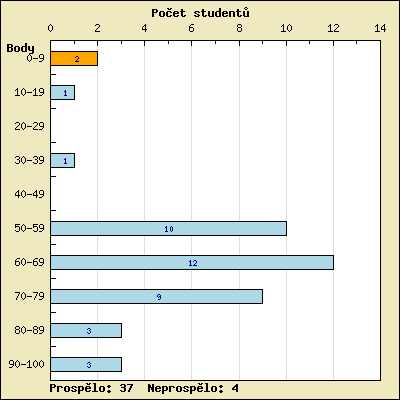 Počet studentů
0 2 4 6 8 10 12 14
Body
0-9 2
10-19 1
20-29
30-39 1
40-49
50-59 10
60-69 12
70-79 9
80-89 3
90-100 3
Prospělo: 37 Neprospělo: 4